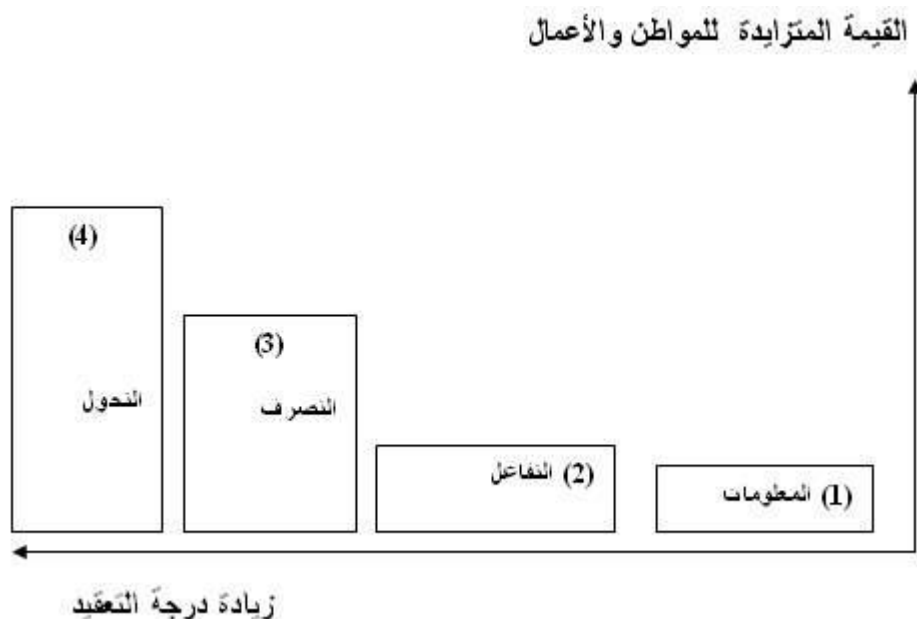 القيمة المتزايدة للمواطن والأعمال
(1) المعلومات
(2) التفاعل
(3)
التصرف
(4)
التحول
زيادة درجة التعقيد